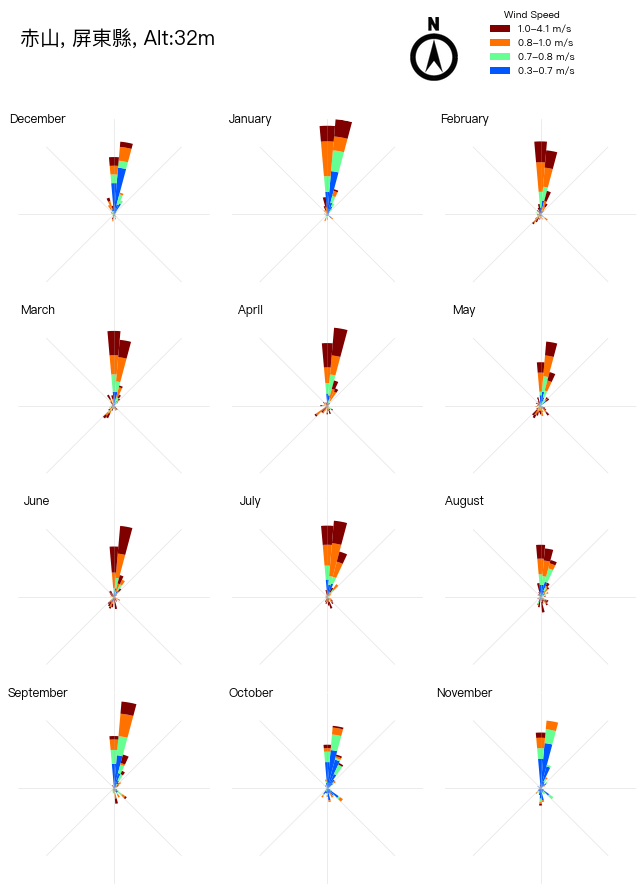 赤山, 屏東縣, Alt:32m
N
Wind Speed
1.0–4.1 m/s
0.8–1.0 m/s
0.7–0.8 m/s
0.3–0.7 m/s
December
January
February
March
April
May
June
July
August
September
October
November